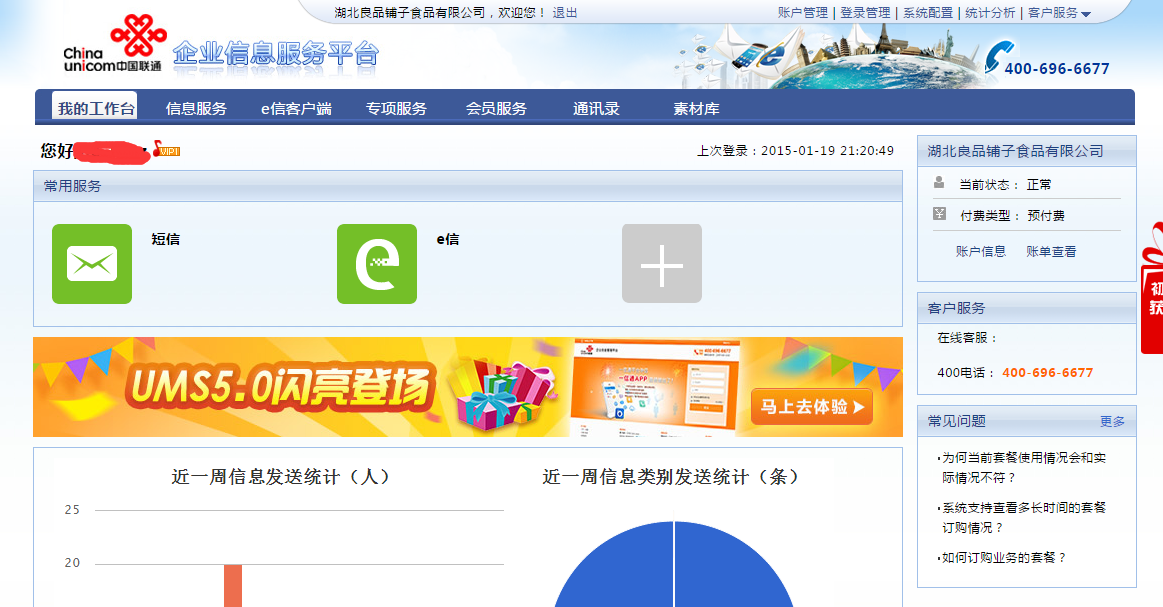 湖北良品铺子食品有限公司，欢迎您！ 退出
账户管理 | 登录管理 | 系统配置 | 统计分析 | 客户服务
China
unicom中国联通
企业信息服务平台
400-696-6677
我的工作台 信息服务 e信客户端 专项服务 会员服务 通讯录 素材库
您好
VIP1
上次登录：2015-01-19 21:20:49
常用服务
短信
e信
UMS5.0闪亮登场
马上去体验
近一周信息发送统计（人）
25
20
近一周信息类别发送统计（条）
湖北良品铺子食品有限公司
当前状态： 正常
付费类型： 预付费
账户信息 账单查看
客户服务
在线客服：
400电话： 400-696-6677
常见问题 更多
·为何当前套餐使用情况会和实
际情况不符？
·系统支持查看多长时间的套餐
订购情况？
·如何订购业务的套餐？
初
获